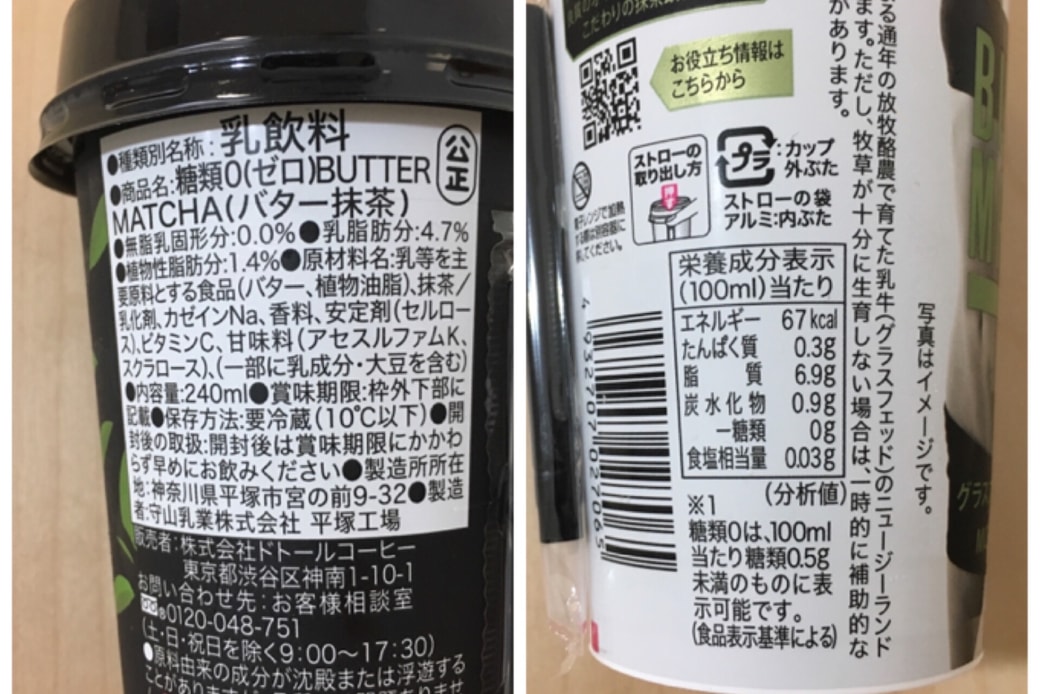 ●種類別名称：乳飲料
公正
●商品名:糖類0(ゼロ)BUTTER
MATCHA(バター抹茶)
●無脂乳固形分:0.0%●乳脂肪分:4.7%
●植物性脂肪分:1.4%●原材料名:乳等を主
要原料とする食品(バター、植物油脂)、抹茶/
乳化剤、カゼインNa、香料、安定剤(セルロー
ス)、ビタミンC、甘味料(アセスルファムK、
スクラロース)、(一部に乳成分・大豆を含む)
●内容量:240ml●賞味期限:枠外下部に
記載●保存方法:要冷蔵(10℃以下)●開
封後の取扱:開封後は賞味期限にかかわ
らず早めにお飲みください●製造所所在
地:神奈川県平塚市宮の前9-32●製造
者:守山乳業株式会社 平塚工場
販売者：株式会社ドトールコーヒー
東京都渋谷区神南1-10-1
お問い合わせ先：お客様相談室
0120-048-751
(土・日・祝日を除く9：00〜17：30)
●原料由来の成分が沈殿または浮遊する
こだわりの抹茶
お役立ち情報は
こちらから
ストローの
取り出し方
押す
プラ
:カップ
外ぶた
ストローの袋
アルミ:内ぶた
栄養成分表示
(100ml)当たり
エネルギー 67kcal
たんぱく質 0.3g
脂質 6.9g
炭水化物 0.9g
ー糖類 0g
食塩相当量 0.03g
(分析値)
※1
糖類0は、100ml
当たり糖類0.5g
未満のものに表
示可能です。
(食品表示基準による)
4 932707 027065
る通年の放牧酪農で育てた乳牛(グラスフェッド)のニュージーランド
ます。ただし、牧草が十分に生育しない場合は、一時的に補助的な
があります。
写真はイメージです。
グラス